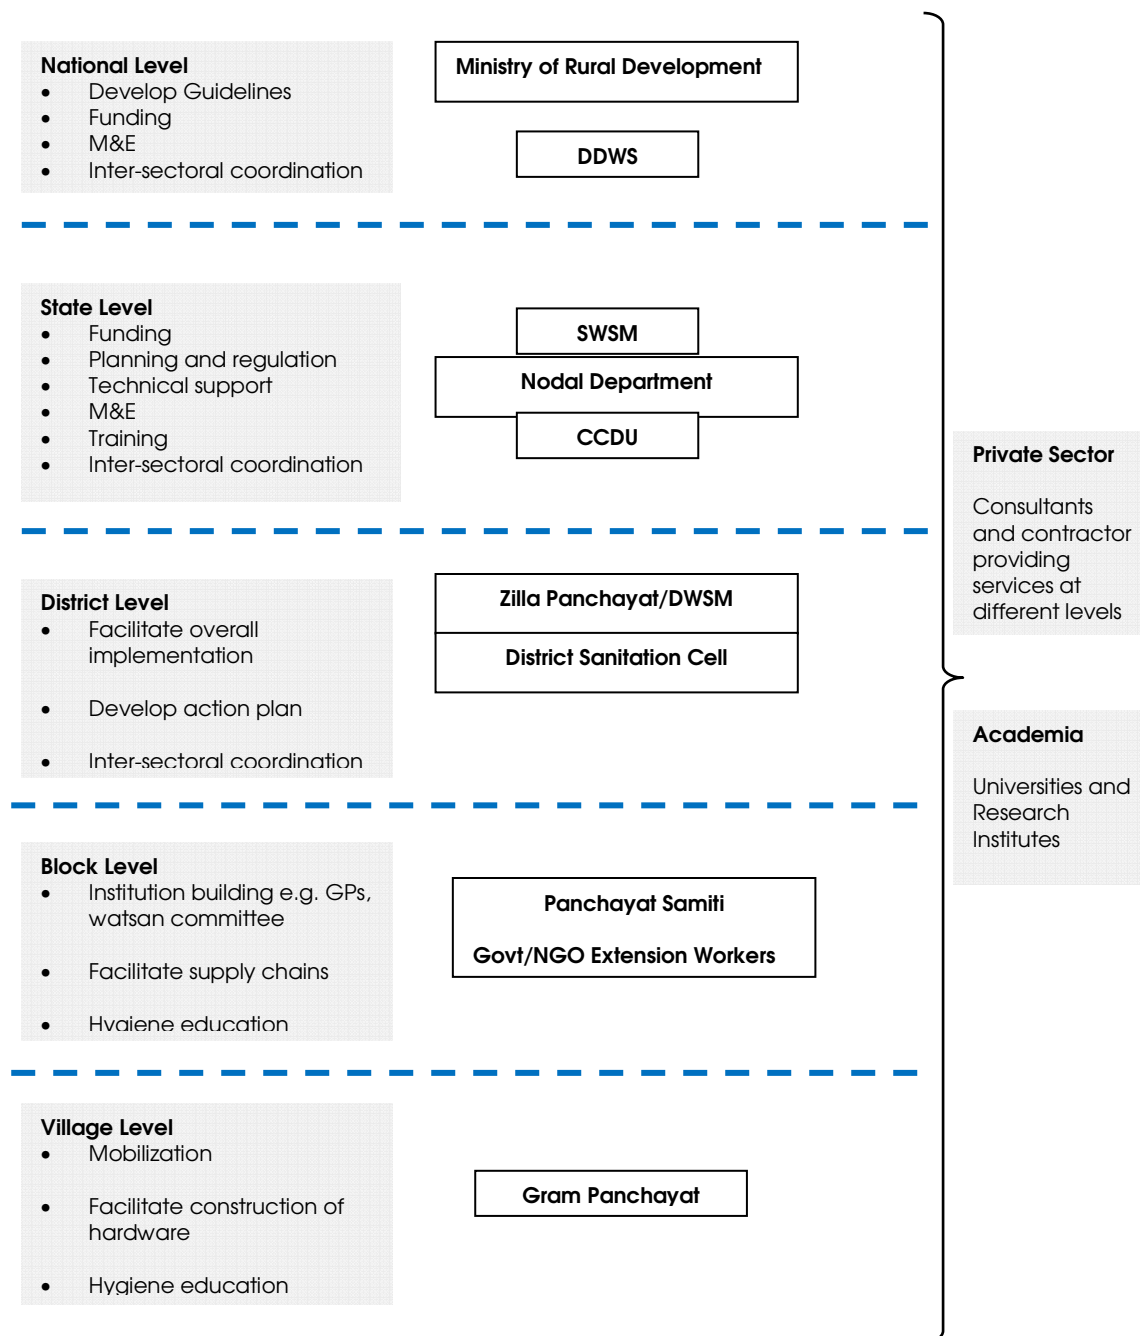 National Level
• Develop Guidelines
• Funding
• M&E
• Inter-sectoral coordination
Ministry of Rural Development
DDWS
State Level
• Funding
• Planning and regulation
• Technical support
• M&E
• Training
• Inter-sectoral coordination
SWSM
Nodal Department
CCDU
District Level
• Facilitate overall
implementation
• Develop action plan
• Inter-sectoral coordination
Zilla Panchayat/DWSM
District Sanitation Cell
Block Level
• Institution building e.g. GPs,
watsan committee
• Facilitate supply chains
• Hygiene education
Panchayat Samiti
Govt/NGO Extension Workers
Village Level
• Mobilization
• Facilitate construction of
hardware
• Hygiene education
Gram Panchayat
Private Sector
Consultants
and contractor
providing
services at
different levels
Academia
Universities and
Research
Institutes